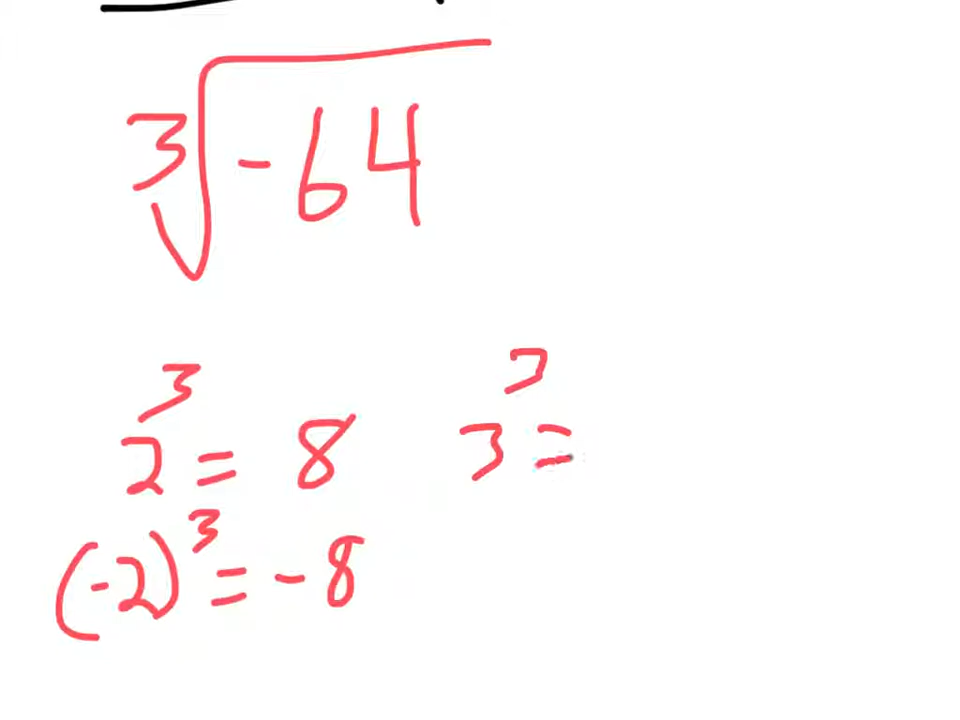 ∛-64
2³ = 8 3³ =
(-2)³ = -8